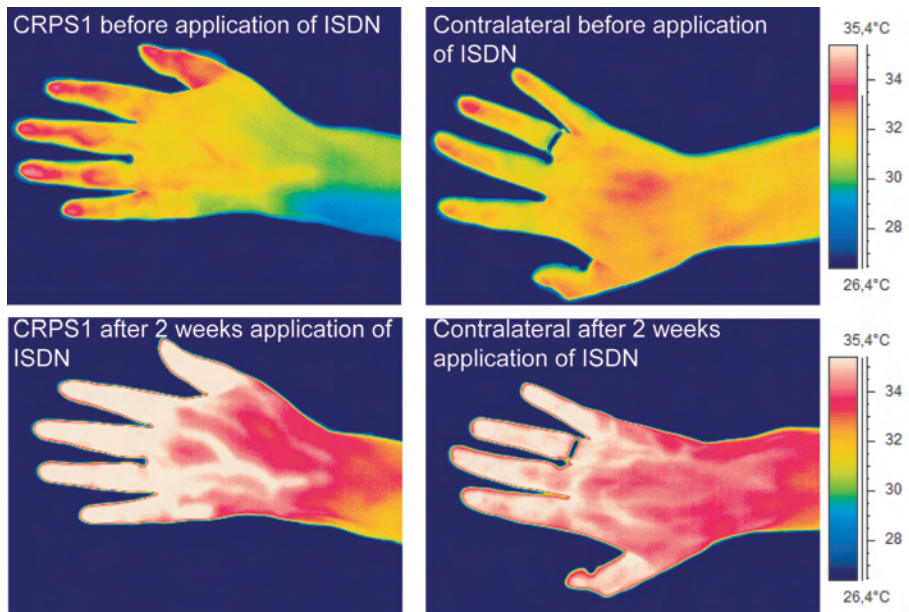 CRPS1 before application of ISDN
Contralateral before application
of ISDN
35,4°C
34
32
30
28
26,4°C
CRPS1 after 2 weeks application of
ISDN
Contralateral after 2 weeks
application of ISDN
35,4°C
34
32
30
28
26,4°C